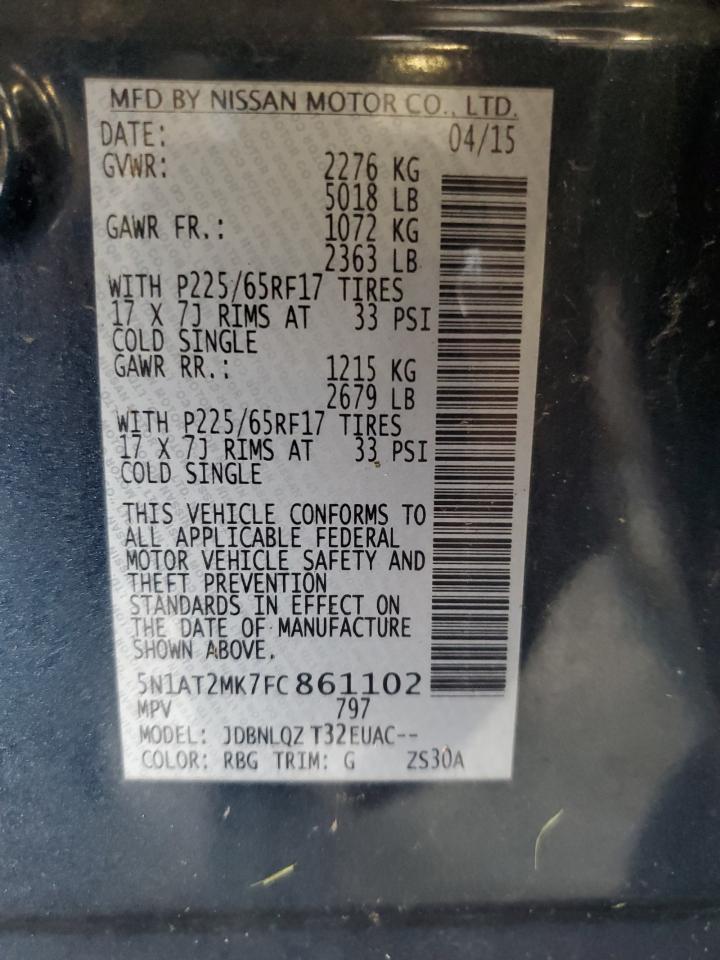 MFD BY NISSAN MOTOR CO., LTD.
DATE: 04/15
GVWR: 2276 KG
5018 LB
GAWR FR.: 1072 KG
2363 LB
WITH P225/65RF17 TIRES
17 X 7J RIMS AT 33 PSI
COLD SINGLE
GAWR RR.: 1215 KG
2679 LB
WITH P225/65RF17 TIRES
17 X 7J RIMS AT 33 PSI
COLD SINGLE
THIS VEHICLE CONFORMS TO
ALL APPLICABLE FEDERAL
MOTOR VEHICLE SAFETY AND
THEFT PREVENTION
STANDARDS IN EFFECT ON
THE DATE OF MANUFACTURE
SHOWN ABOVE.
5N1AT2MK7FC861102
MPV 797
MODEL: JDBNLQZ T32EUAC--
COLOR: RBG TRIM: G ZS30A